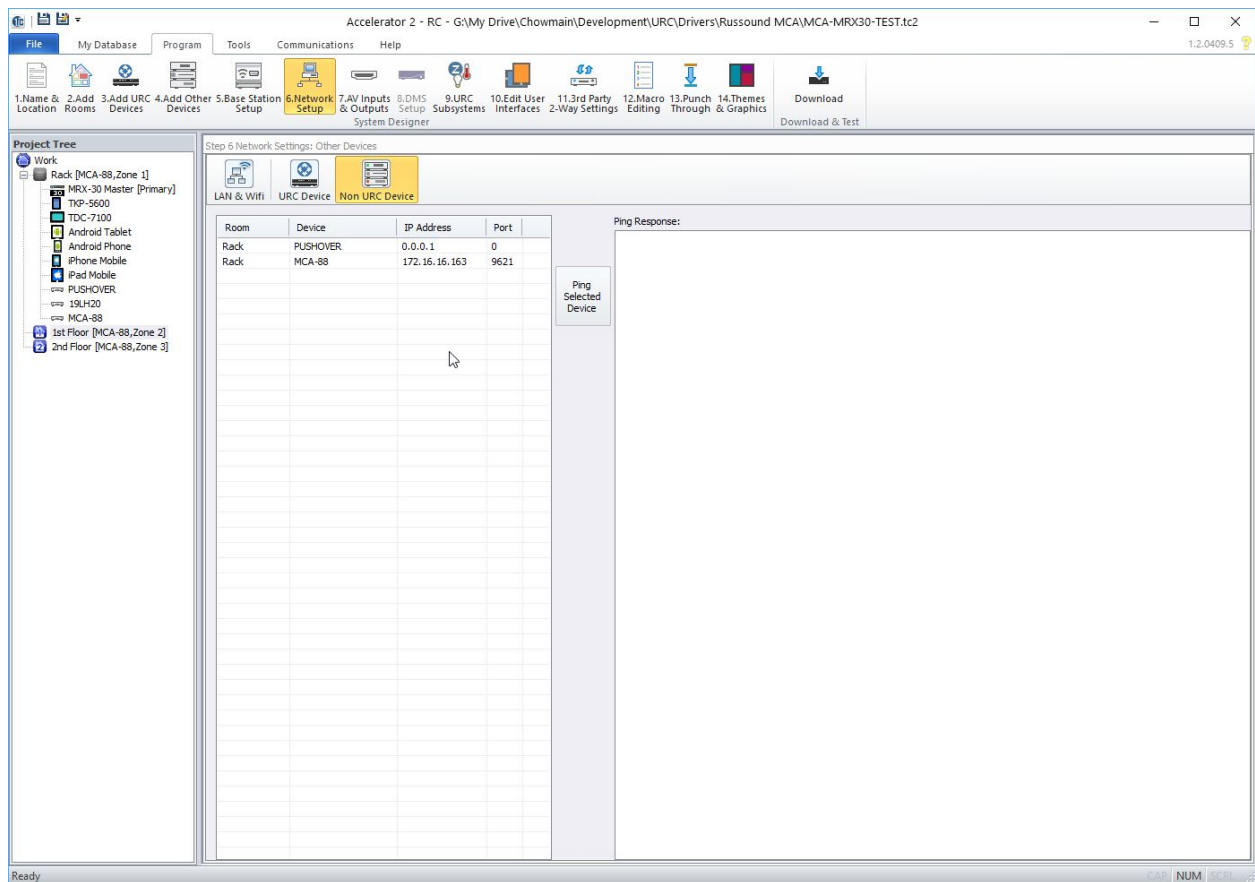 Accelerator 2 - RC - G:\My Drive\Chowmain\Development\URC\Drivers\Russound MCA\MCA-MRX30-TEST.tc2
File My Database Program Tools Communications Help 1.2.0409.5
1.Name & Location 2.Add Rooms 3.Add URC Devices 4.Add Other Devices 5.Base Station Setup 6.Network Setup 7.AV Inputs & Outputs 8.DMS Setup 9.URC Subsystems 10.Edit User Interfaces 11.3rd Party 2-Way Settings 12.Macro Editing 13.Punch Through 14.Themes & Graphics Download
System Designer Download & Test
Project Tree
Work
Rack [MCA-88,Zone 1]
30 MRX-30 Master [Primary]
TKP-5600
TDC-7100
Android Tablet
Android Phone
iPhone Mobile
iPad Mobile
PUSHOVER
19LH20
MCA-88
1st Floor [MCA-88,Zone 2]
2 2nd Floor [MCA-88,Zone 3]
Step 6 Network Settings: Other Devices
LAN & Wifi URC Device Non URC Device
Room Device IP Address Port
Rack PUSHOVER 0.0.0.1 0
Rack MCA-88 172.16.16.163 9621
Ping Selected Device
Ping Response:
Ready CAP NUM SCRL